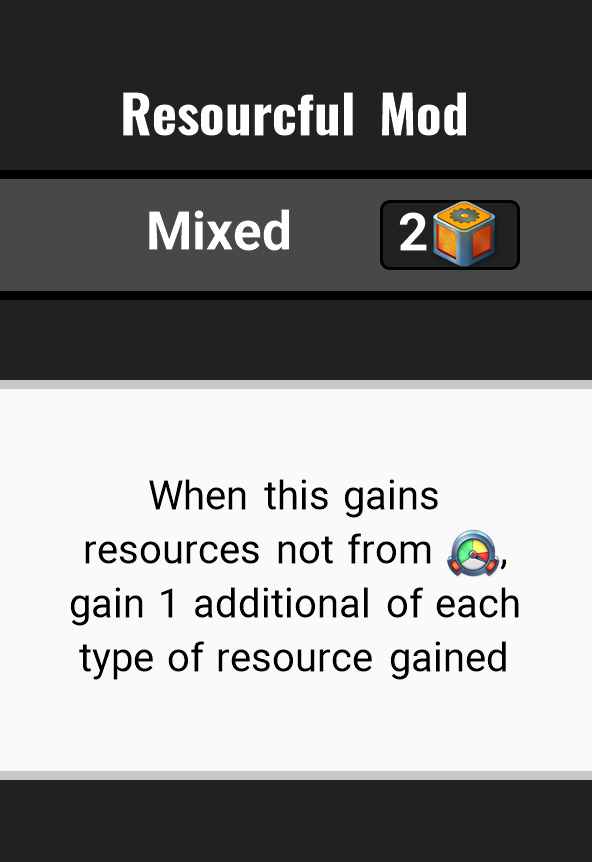 Resourcful Mod
Mixed 2
When this gains
resources not from ,
gain 1 additional of each
type of resource gained